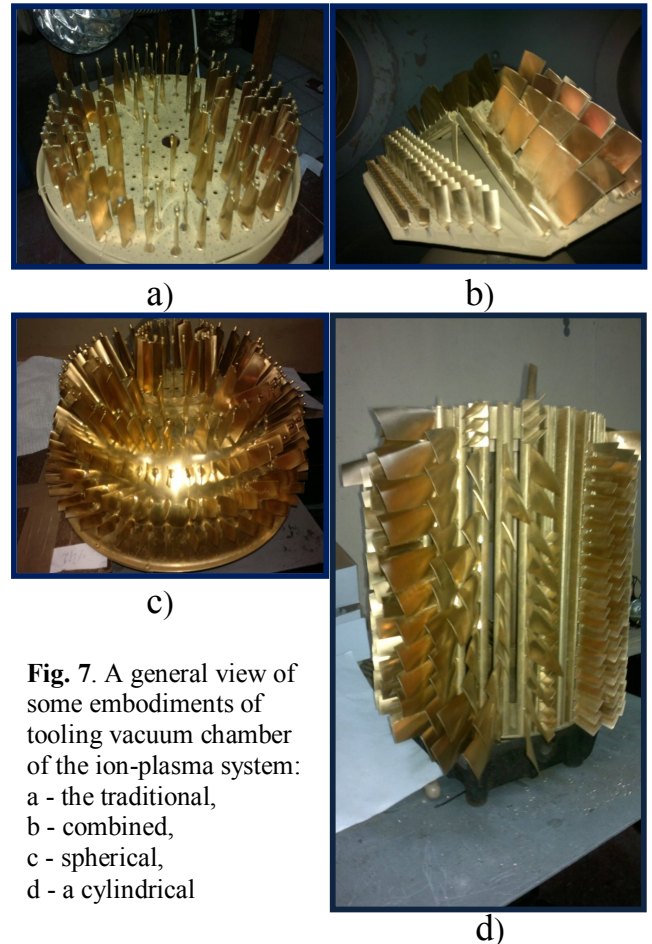 a)
b)
c)
Fig. 7. A general view of
some embodiments of
tooling vacuum chamber
of the ion-plasma system:
a - the traditional,
b - combined,
c - spherical,
d - a cylindrical
d)